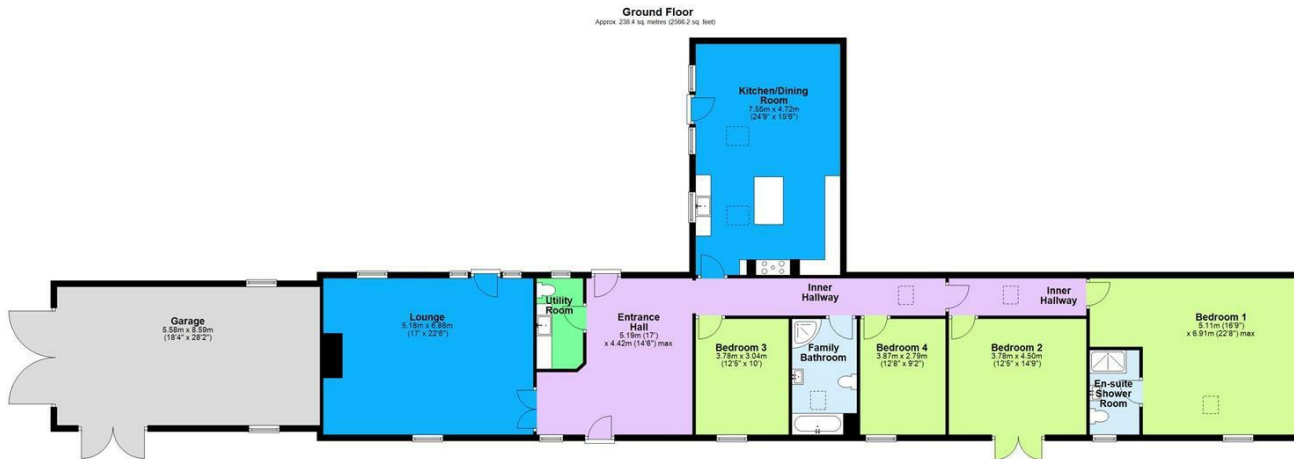 Ground Floor
Approx. 238.4 sq. metres (2566.2 sq. feet)
Kitchen/Dining
Room
7.55m x 4.72m
(24'9" x 15'6")
Garage
5.58m x 8.59m
(18'4" x 28'2")
Lounge
5.18m x 6.86m
(17' x 22'6")
Utility
Room
Entrance
Hall
5.19m (17')
x 4.42m (14'6") max
Inner
Hallway
Inner
Hallway
Bedroom 3
3.78m x 3.04m
(12'5" x 10')
Family
Bathroom
Bedroom 4
3.87m x 2.79m
(12'8" x 9'2")
Bedroom 2
3.78m x 4.50m
(12'5" x 14'9")
Bedroom 1
5.11m (16'9")
x 6.91m (22'8") max
En-suite
Shower
Room